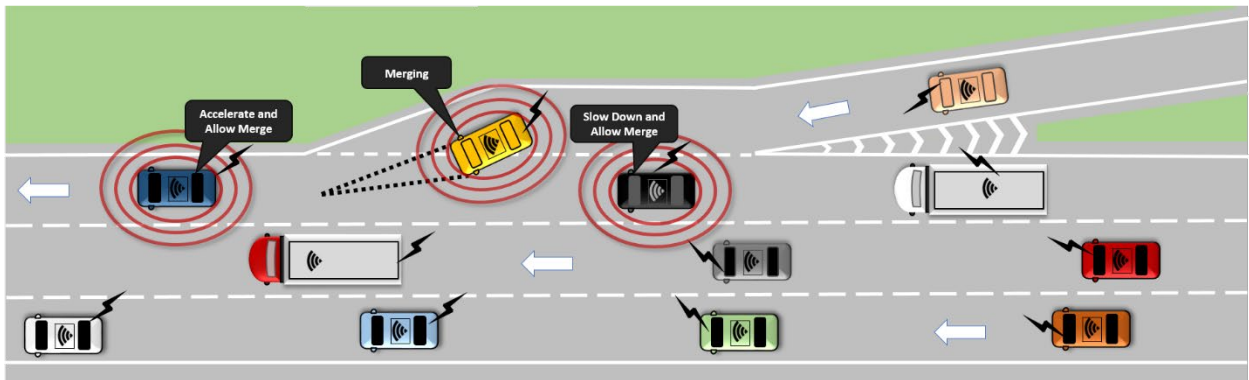 Merging
Accelerate and
Allow Merge
Slow Down and
Allow Merge